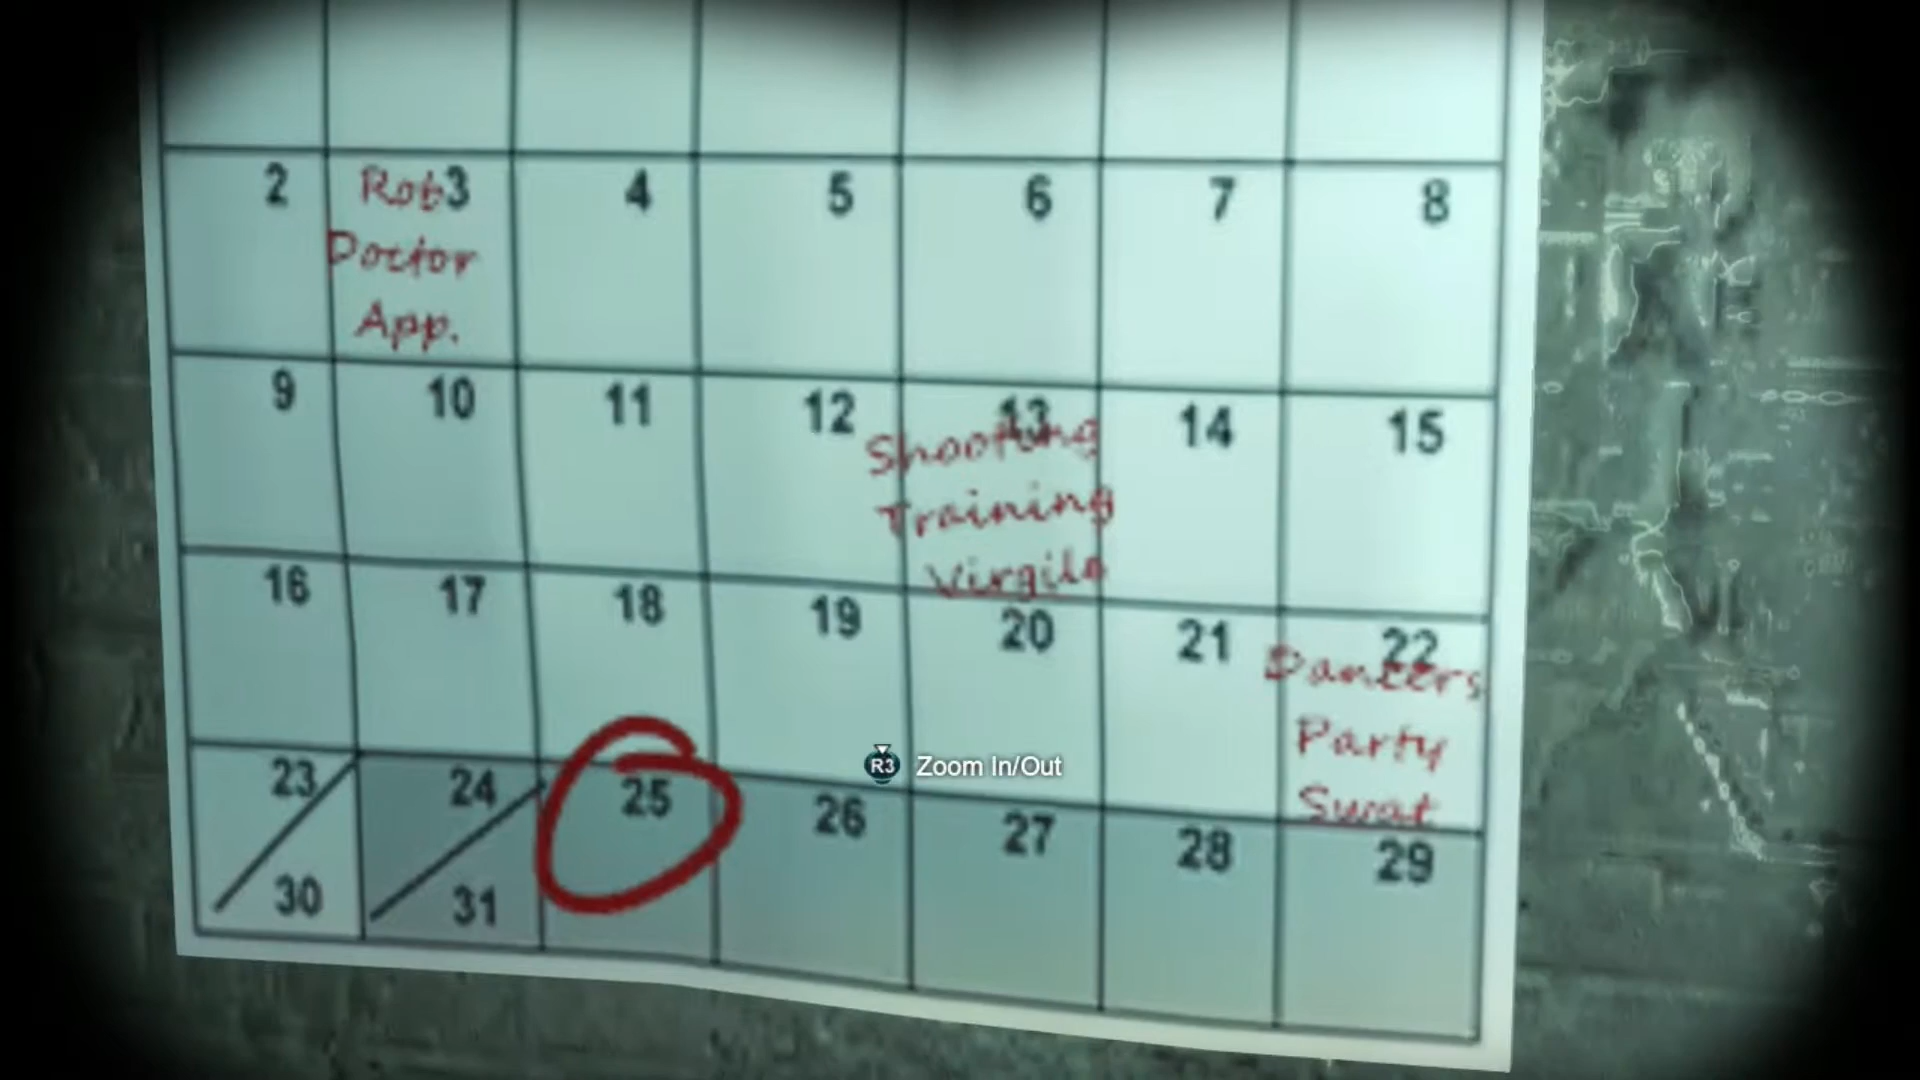 2 3 4 5 6 7 8
Rob
Doctor
App.
9 10 11 12 13 14 15
Shooting
Training
Virgilo
16 17 18 19 20 21 22
Dancers
Party
Swat
23 24 25 26 27 28 29
30 31
R3 Zoom In/Out